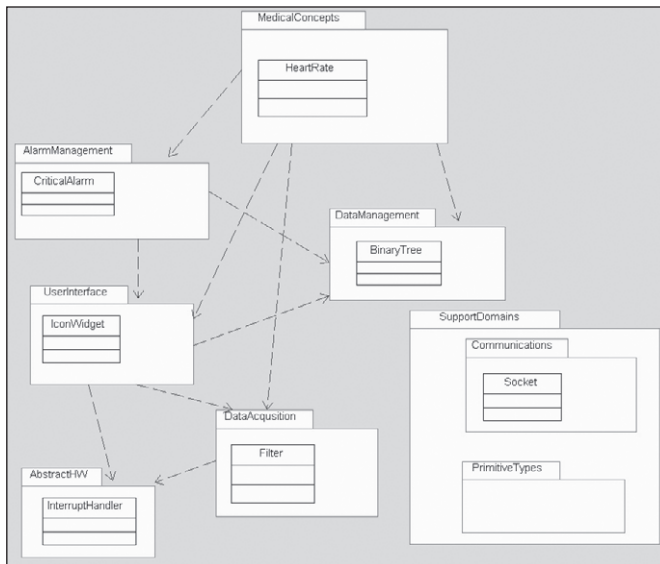 MedicalConcepts
HeartRate
AlarmManagement
CriticalAlarm
DataManagement
BinaryTree
UserInterface
IconWidget
SupportDomains
Communications
Socket
DataAcqusition
Filter
AbstractHW
InterruptHandler
PrimitiveTypes